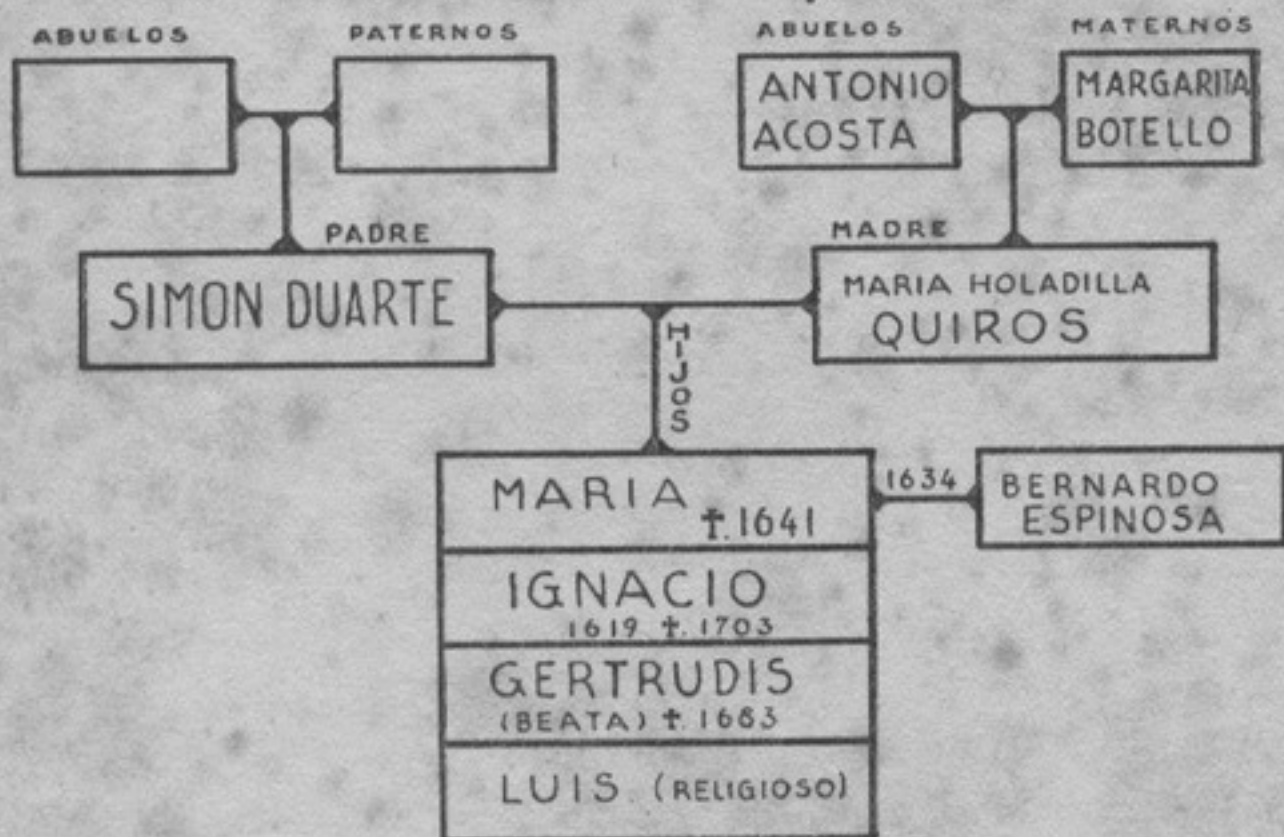 ABUELOS PATERNOS
ABUELOS MATERNOS
ANTONIO
ACOSTA
MARGARITA
BOTELLO
PADRE
SIMON DUARTE
MADRE
MARIA HOLADILLA
QUIROS
HIJOS
MARIA
†. 1641
1634
BERNARDO
ESPINOSA
IGNACIO
1619 †. 1703
GERTRUDIS
(BEATA) †. 1683
LUIS. (RELIGIOSO)